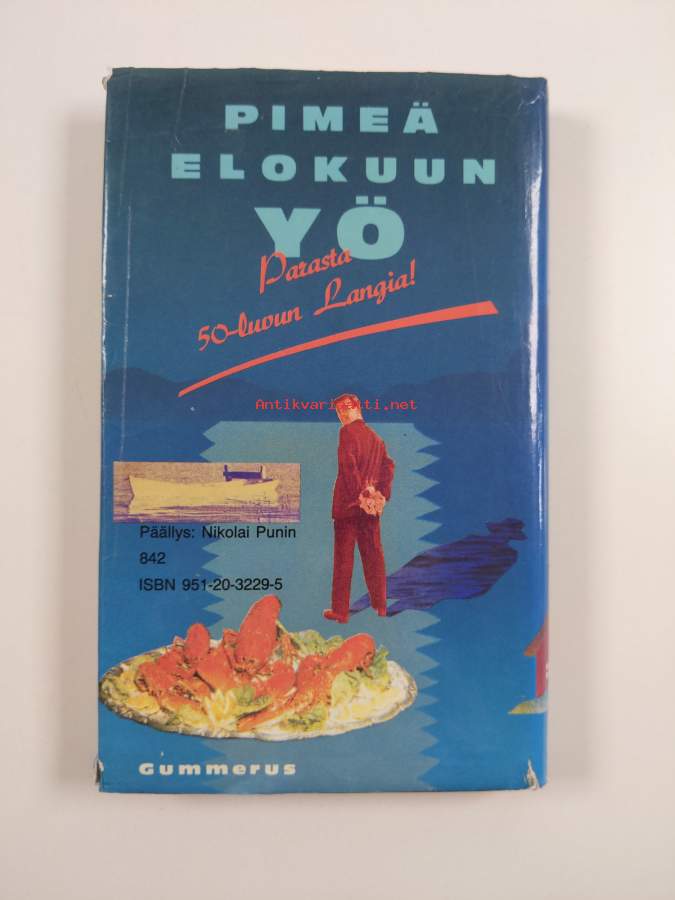 PIMEÄ
ELOKUUN
YÖ
Parasta
50-luvun Langia!
Antikvariaatti.net
Päällys: Nikolai Punin
842
ISBN 951-20-3229-5
Gummerus